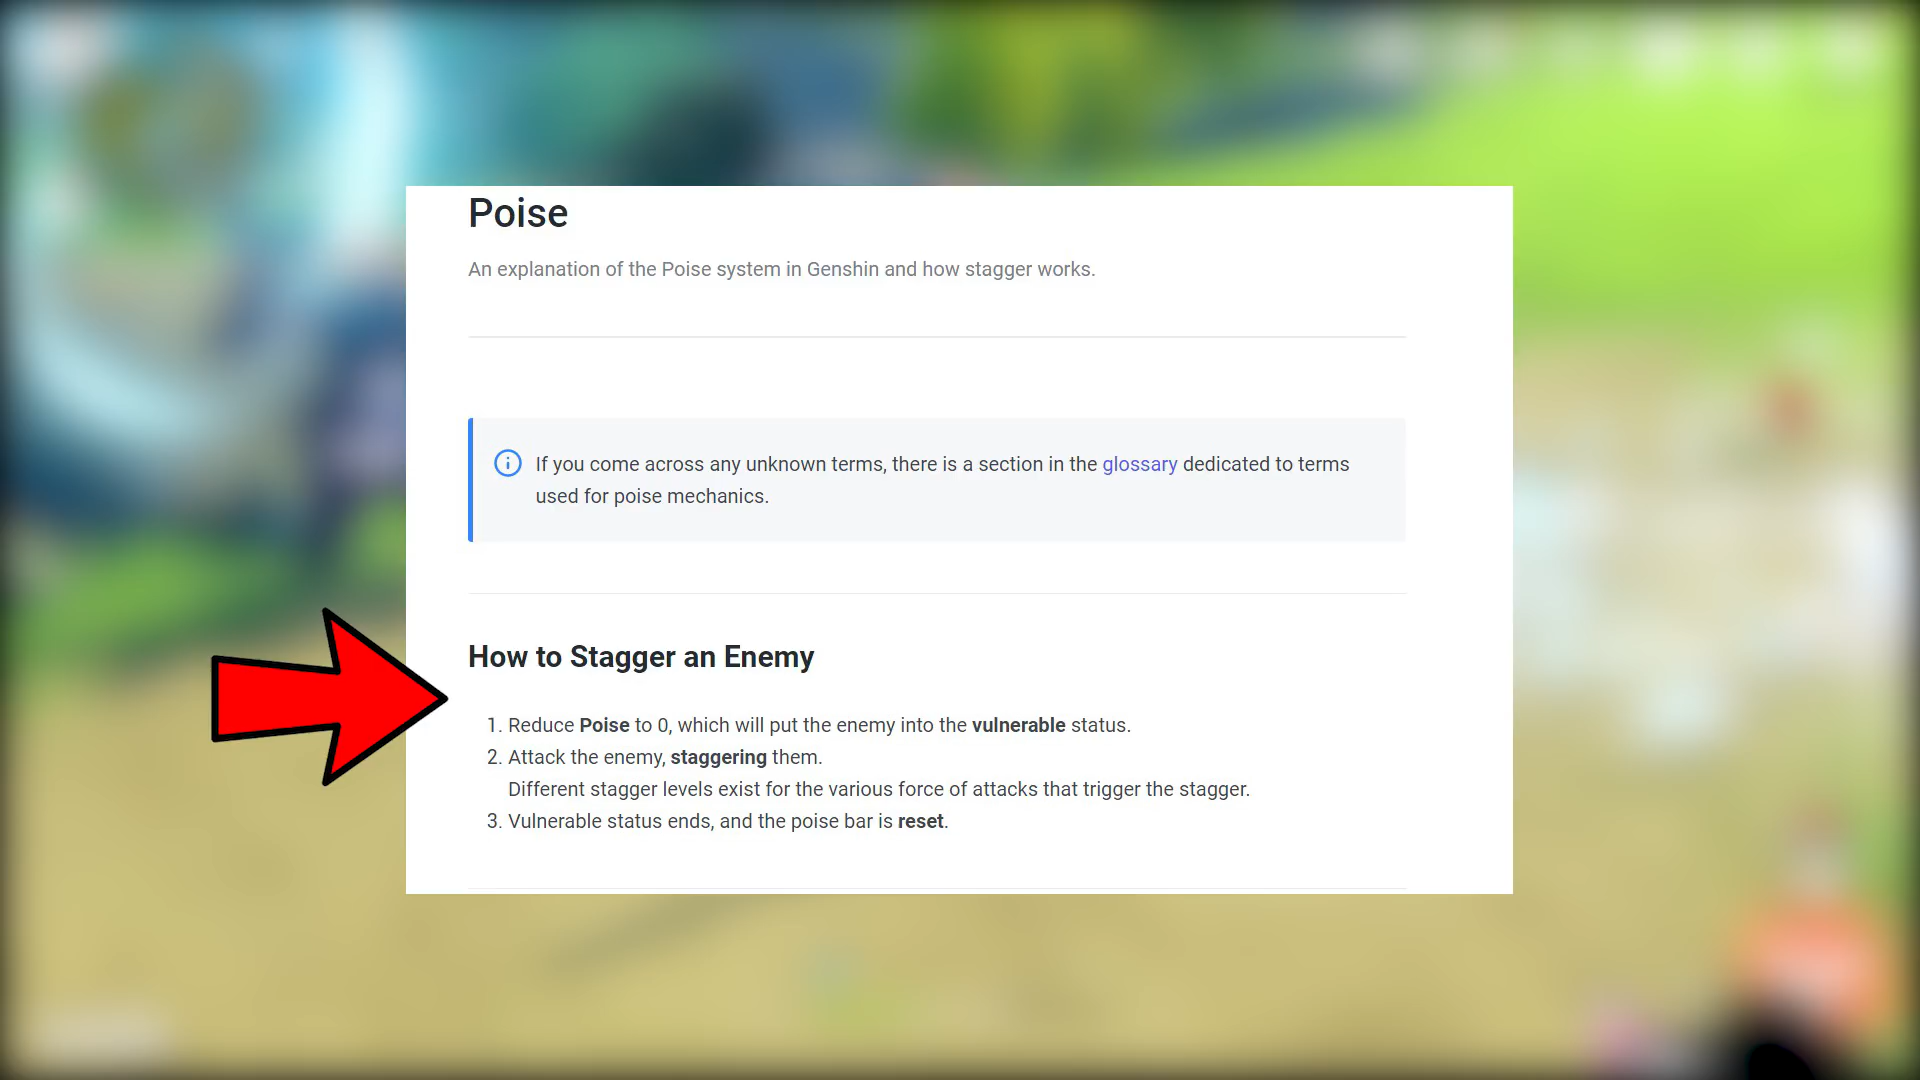 Poise
An explanation of the Poise system in Genshin and how stagger works.
If you come across any unknown terms, there is a section in the glossary dedicated to terms
used for poise mechanics.
How to Stagger an Enemy
1. Reduce Poise to 0, which will put the enemy into the vulnerable status.
2. Attack the enemy, staggering them.
Different stagger levels exist for the various force of attacks that trigger the stagger.
3. Vulnerable status ends, and the poise bar is reset.